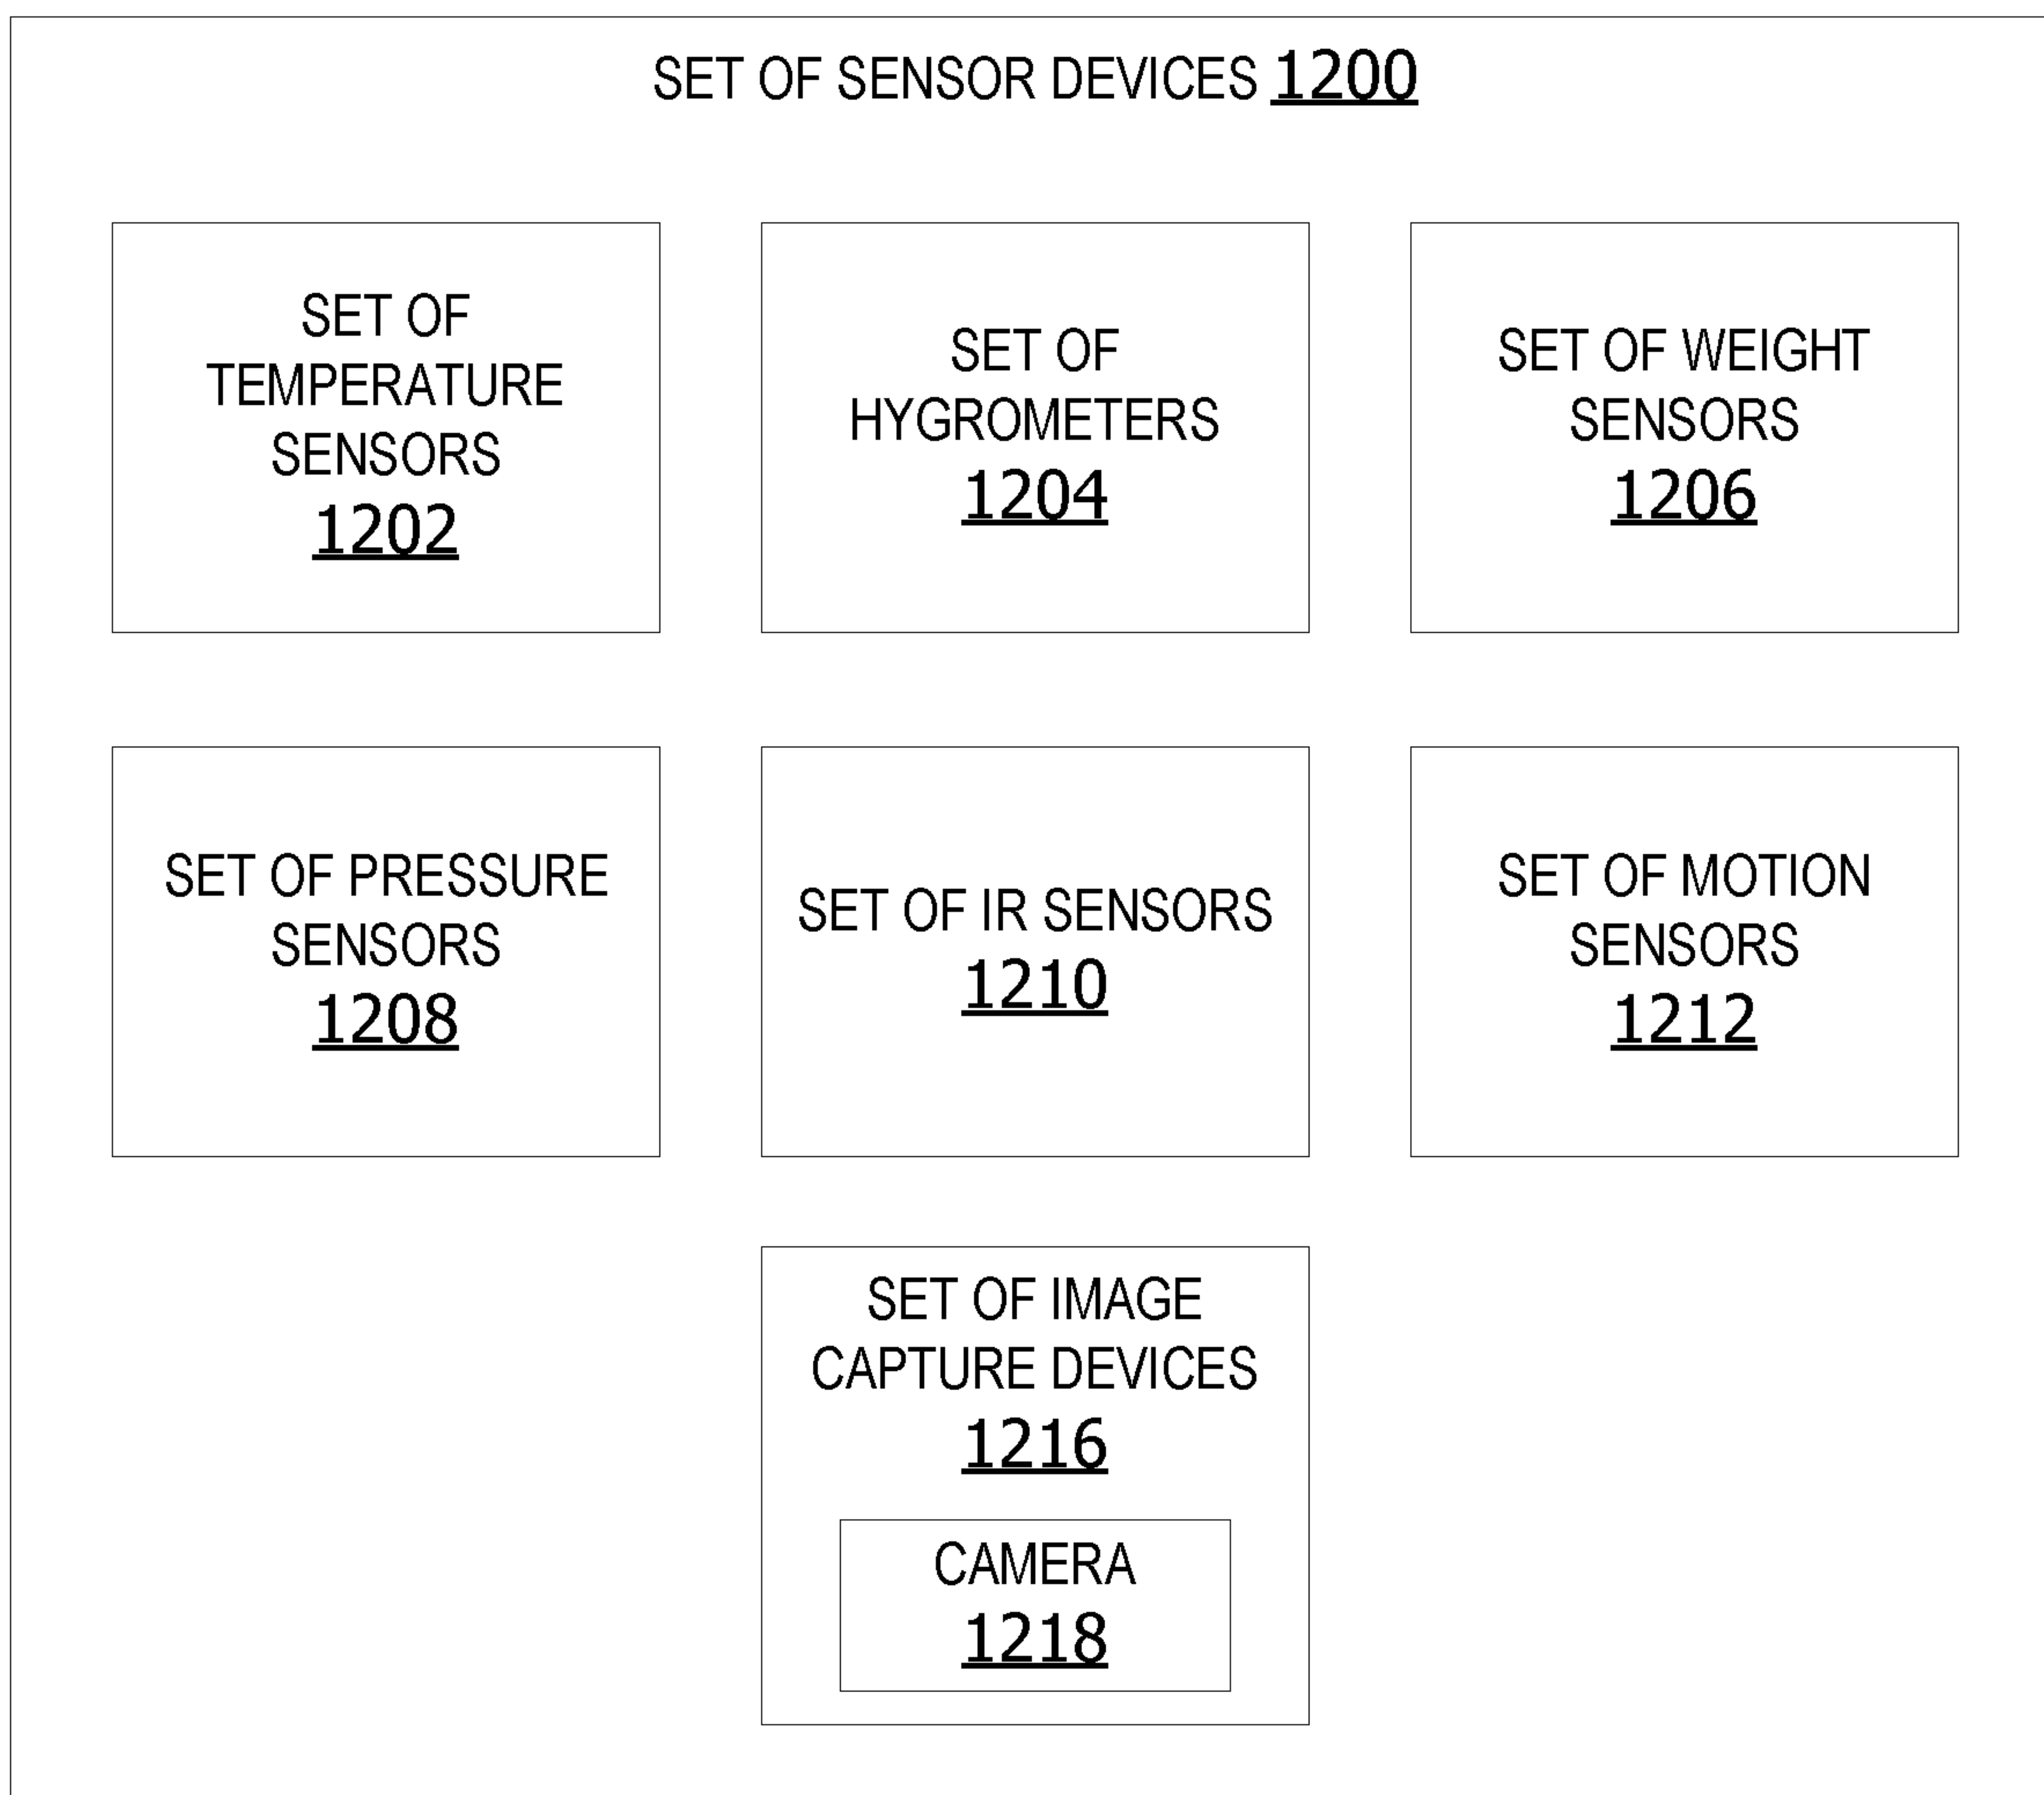 SET OF SENSOR DEVICES 1200
SET OF
TEMPERATURE
SENSORS
1202
SET OF
HYGROMETERS
1204
SET OF WEIGHT
SENSORS
1206
SET OF PRESSURE
SENSORS
1208
SET OF IR SENSORS
1210
SET OF MOTION
SENSORS
1212
SET OF IMAGE
CAPTURE DEVICES
1216
CAMERA
1218